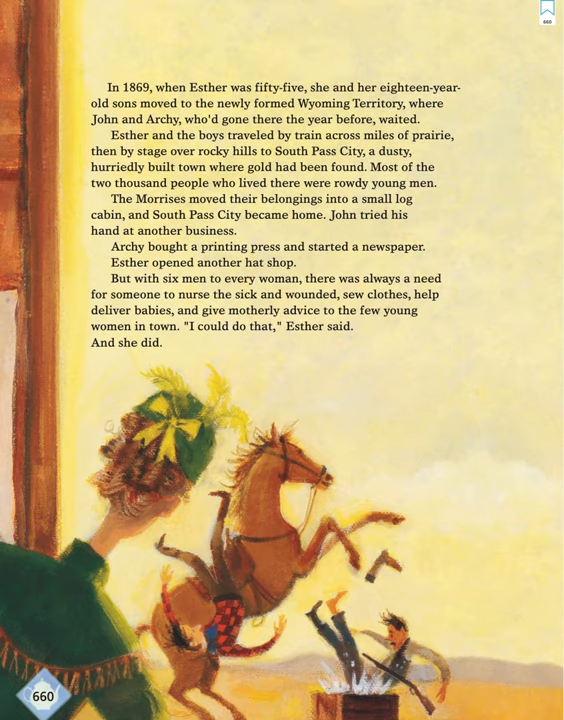 660
In 1869, when Esther was fifty-five, she and her eighteen-year-
old sons moved to the newly formed Wyoming Territory, where
John and Archy, who'd gone there the year before, waited.
Esther and the boys traveled by train across miles of prairie,
then by stage over rocky hills to South Pass City, a dusty,
hurriedly built town where gold had been found. Most of the
two thousand people who lived there were rowdy young men.
The Morrises moved their belongings into a small log
cabin, and South Pass City became home. John tried his
hand at another business.
Archy bought a printing press and started a newspaper.
Esther opened another hat shop.
But with six men to every woman, there was always a need
for someone to nurse the sick and wounded, sew clothes, help
deliver babies, and give motherly advice to the few young
women in town. "I could do that," Esther said.
And she did.
660